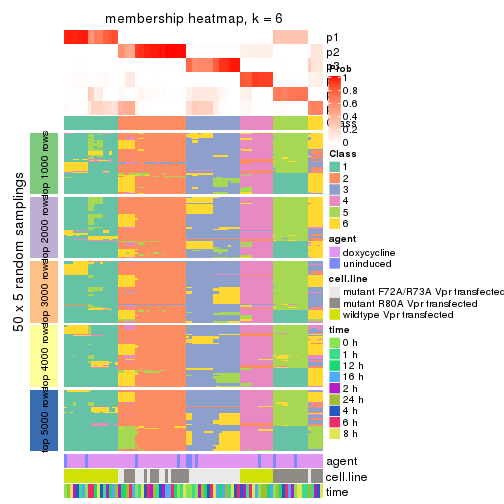 membership heatmap, k = 6
p1
p2
p3
Prob
1
0.8
0.6
0.4
0.2
0
Class
Class
1
2
3
4
5
6
agent
doxycycline
uninduced
cell.line
mutant F72A/R73A Vpr transfected
mutant R80A Vpr transfected
wildtype Vpr transfected
time
0 h
1 h
12 h
16 h
2 h
24 h
4 h
6 h
8 h
50 x 5 random samplings
top 1000 rows
top 2000 rows
top 3000 rows
top 4000 rows
top 5000 rows
agent
cell.line
time